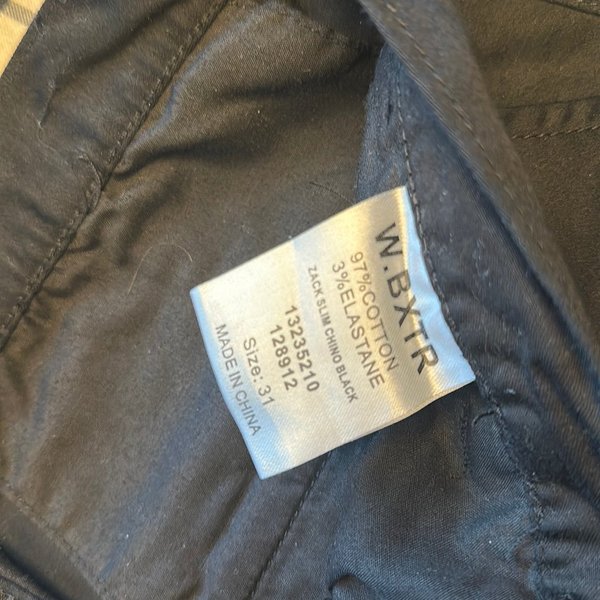 W.BXTR
97%COTTON
3%ELASTANE
ZACK SLIM CHINO BLACK
13235210
128912
Size: 31
MADE IN CHINA